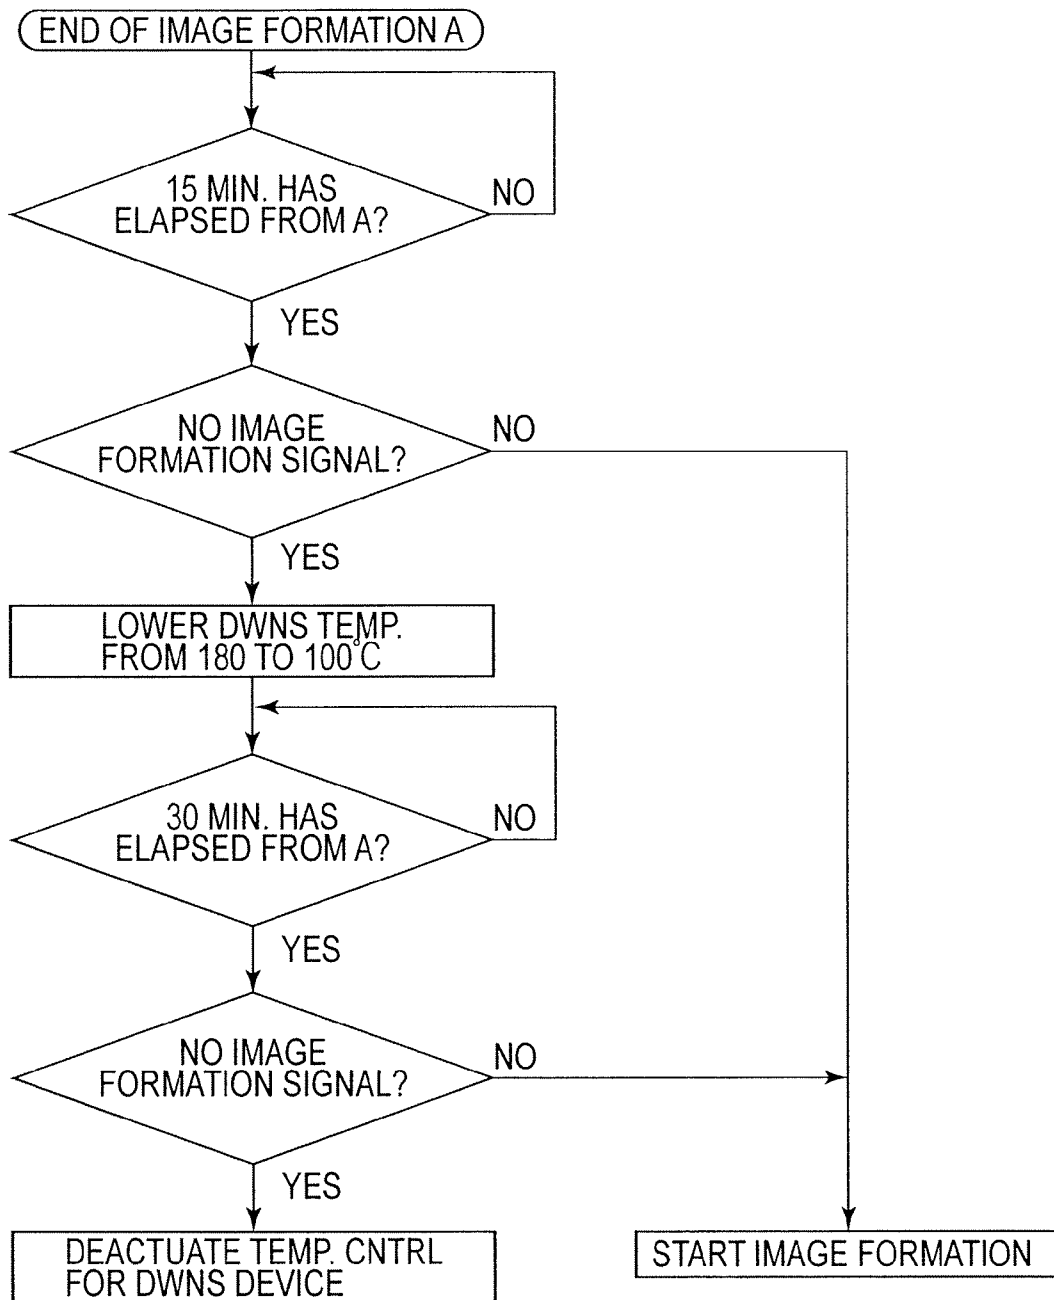 END OF IMAGE FORMATION A
15 MIN. HAS
ELAPSED FROM A?
NO
YES
NO IMAGE
FORMATION SIGNAL?
NO
YES
LOWER DWNS TEMP.
FROM 180 TO 100°C
30 MIN. HAS
ELAPSED FROM A?
NO
YES
NO IMAGE
FORMATION SIGNAL?
NO
YES
DEACTUATE TEMP. CNTRL
FOR DWNS DEVICE
START IMAGE FORMATION